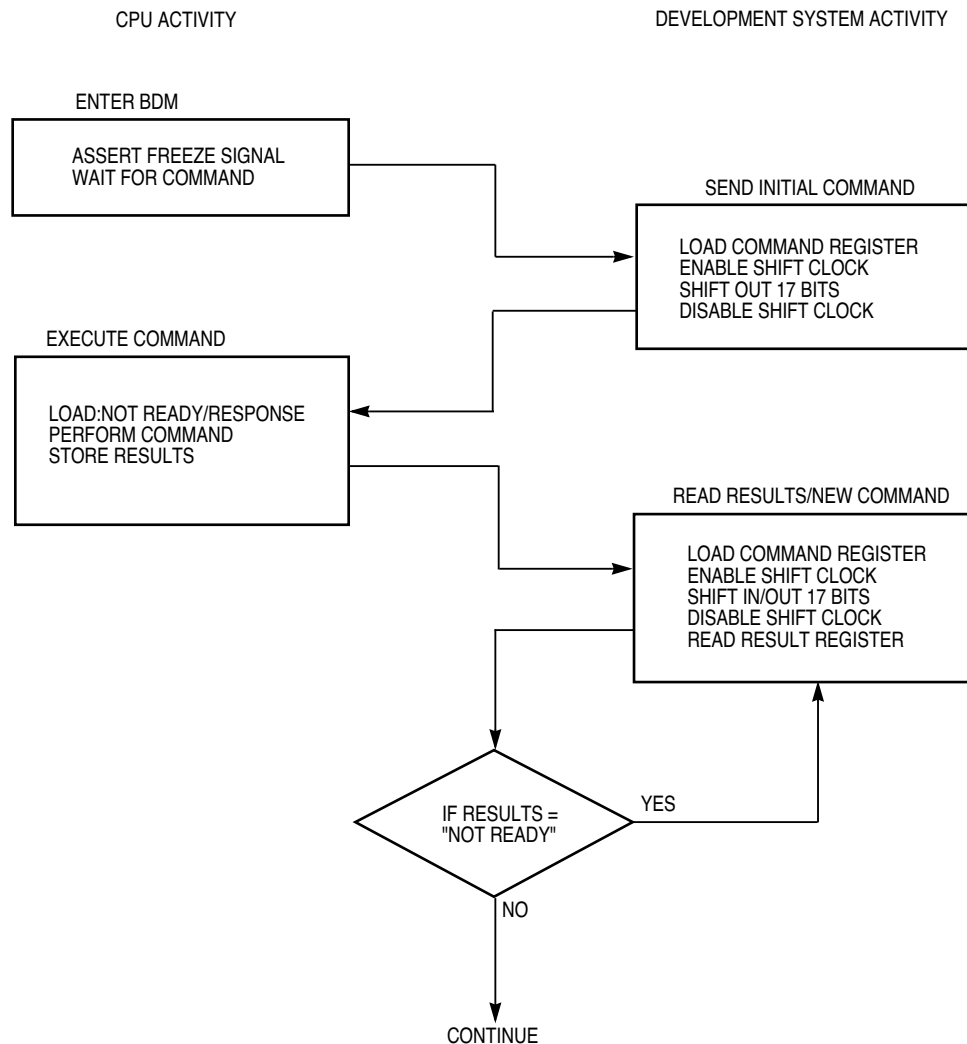 CPU ACTIVITY
DEVELOPMENT SYSTEM ACTIVITY
ENTER BDM
ASSERT FREEZE SIGNAL
WAIT FOR COMMAND
SEND INITIAL COMMAND
LOAD COMMAND REGISTER
ENABLE SHIFT CLOCK
SHIFT OUT 17 BITS
DISABLE SHIFT CLOCK
EXECUTE COMMAND
LOAD:NOT READY/RESPONSE
PERFORM COMMAND
STORE RESULTS
READ RESULTS/NEW COMMAND
LOAD COMMAND REGISTER
ENABLE SHIFT CLOCK
SHIFT IN/OUT 17 BITS
DISABLE SHIFT CLOCK
READ RESULT REGISTER
IF RESULTS =
"NOT READY"
YES
NO
CONTINUE